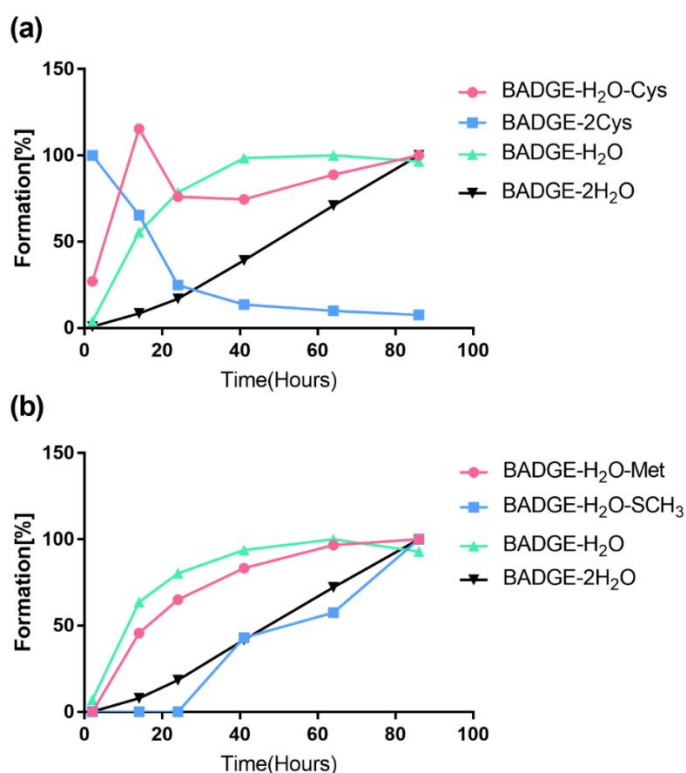 (a)
150
100
50
0
Formation[%]
0
20
40
60
80
100
Time(Hours)
BADGE-H₂O-Cys
BADGE-2Cys
BADGE-H₂O
BADGE-2H₂O
(b)
150
100
50
0
Formation[%]
0
20
40
60
80
100
Time(Hours)
BADGE-H₂O-Met
BADGE-H₂O-SCH₃
BADGE-H₂O
BADGE-2H₂O